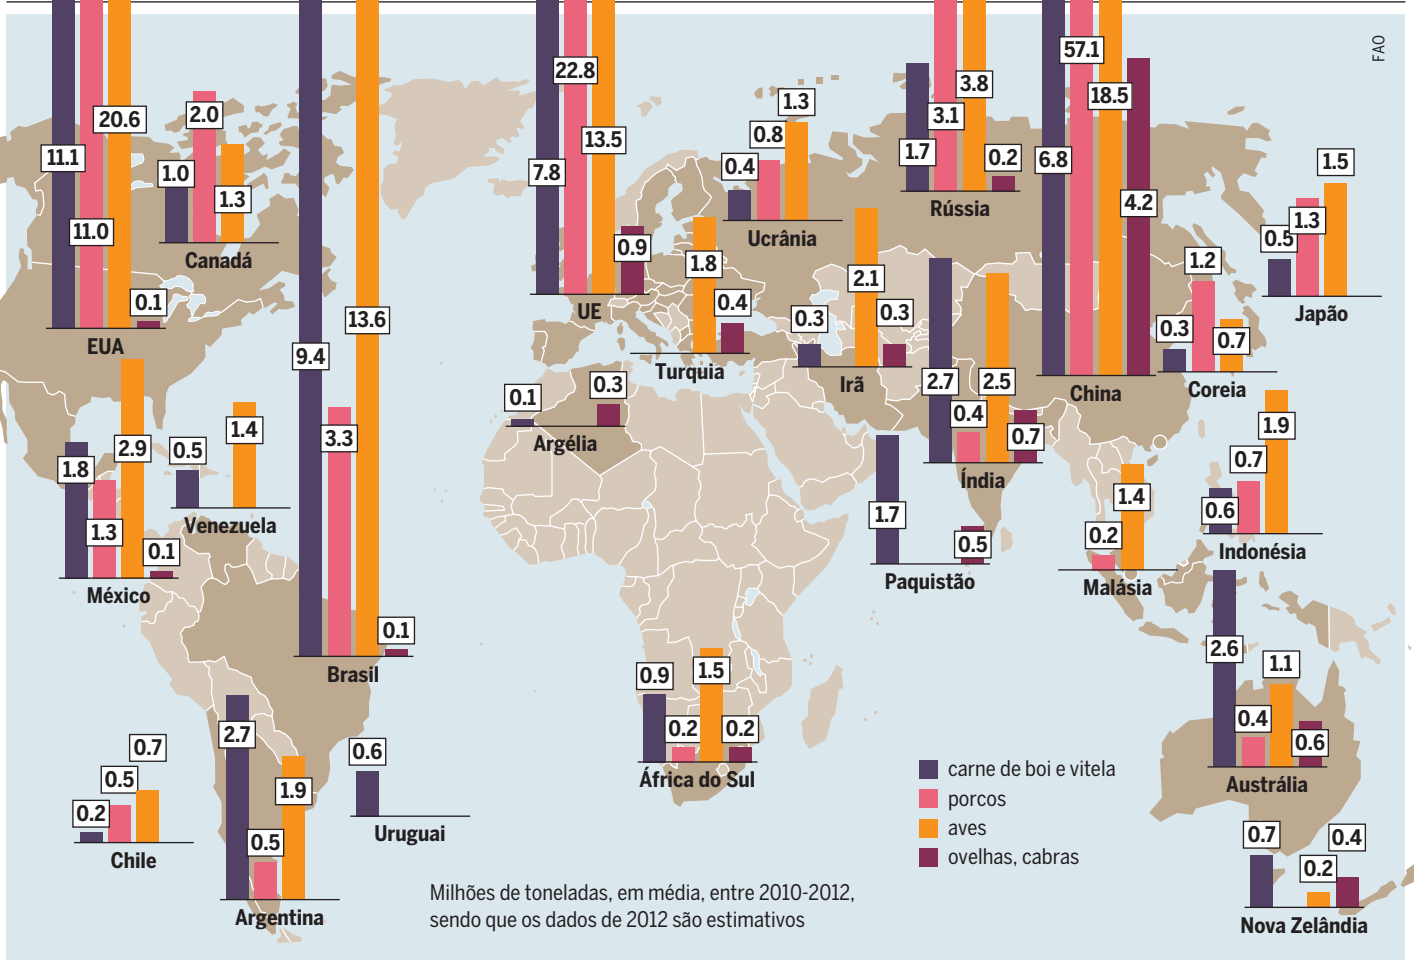 FAO
11.1
11.0
20.6
0.1
EUA
1.0
2.0
1.3
Canadá
9.4
3.3
13.6
0.1
Brasil
7.8
22.8
13.5
0.9
UE
1.8
0.4
Turquia
0.4
0.8
1.3
Ucrânia
1.7
3.1
3.8
0.2
Rússia
6.8
57.1
18.5
4.2
China
0.5
1.3
1.5
Japão
0.3
1.2
0.7
Coreia
0.3
2.1
0.3
Irã
2.7
0.4
2.5
0.7
Índia
0.1
0.3
Argélia
1.8
1.3
2.9
0.1
México
0.5
1.4
Venezuela
1.7
0.5
Paquistão
0.2
1.4
Malásia
0.6
0.7
1.9
Indonésia
0.9
0.2
1.5
0.2
África do Sul
2.6
0.4
1.1
0.6
Austrália
0.7
0.2
0.4
Nova Zelândia
0.2
0.5
0.7
Chile
2.7
0.5
1.9
Argentina
0.6
Uruguai
carne de boi e vitela
porcos
aves
ovelhas, cabras
Milhões de toneladas, em média, entre 2010-2012,
sendo que os dados de 2012 são estimativos